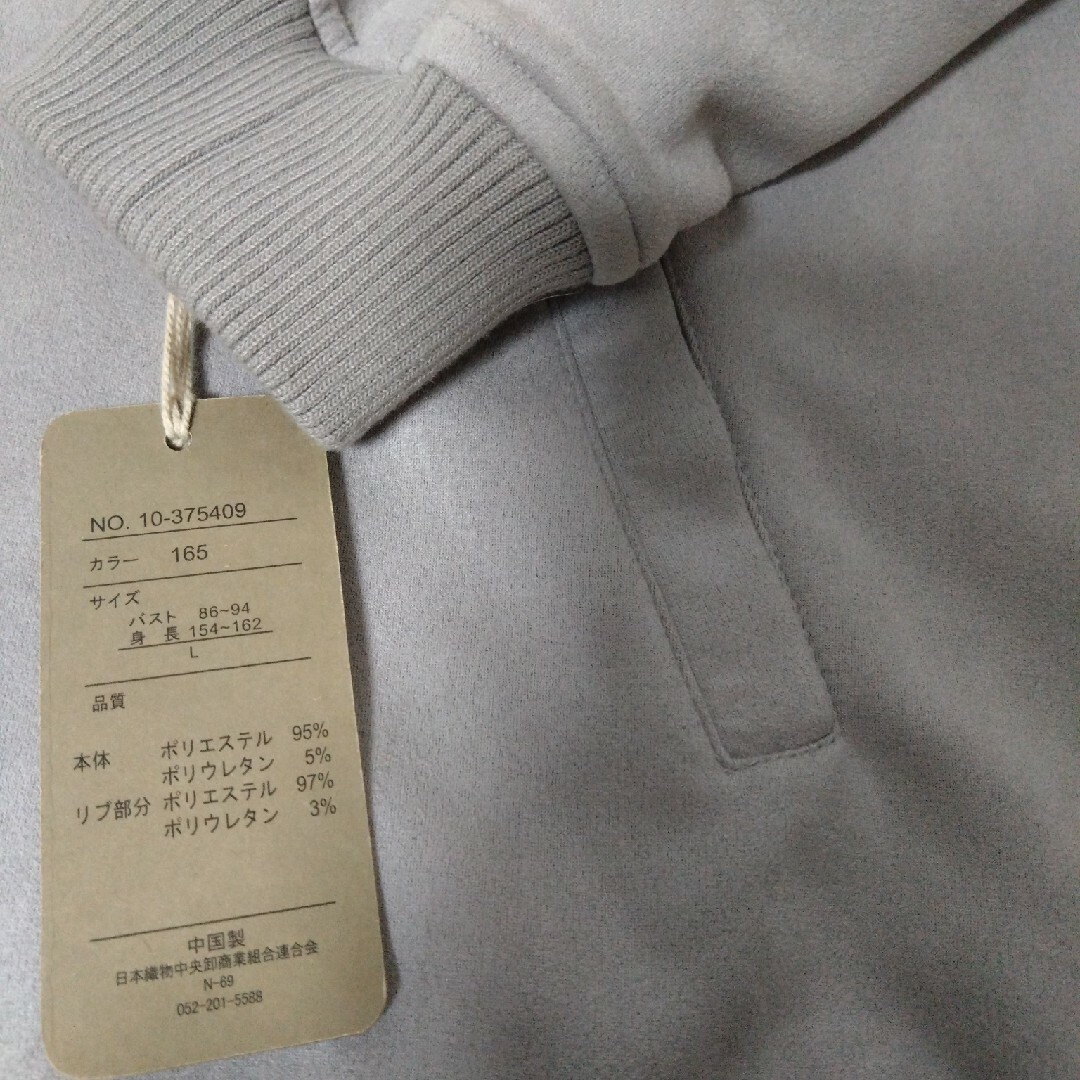 NO. 10-375409
カラー 165
サイズ
バスト 86~94
身長 154~162
L
品質
本体 ポリエステル 95%
ポリウレタン 5%
リブ部分 ポリエステル 97%
ポリウレタン 3%
中国製
日本織物中央卸商業組合連合会
N-69
052-201-5588